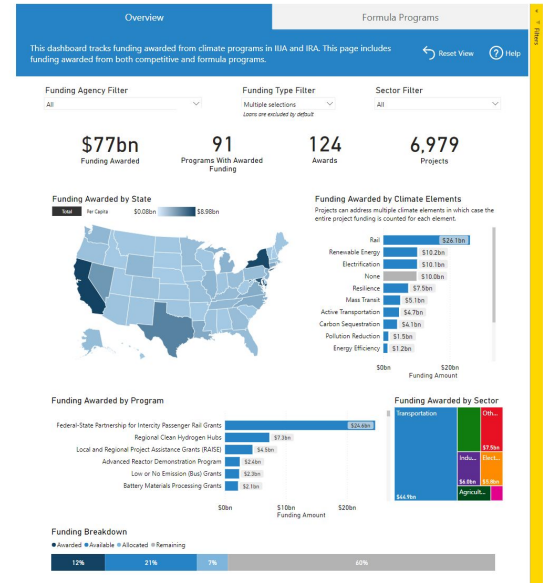 Overview
Formula Programs
Filters
This dashboard tracks funding awarded from climate programs in IIJA and IRA. This page includes
funding awarded from both competitive and formula programs.
Reset View
Help
Funding Agency Filter
All
Funding Type Filter
Multiple selections
Loans are excluded by default
Sector Filter
All
$77bn
Funding Awarded
91
Programs With Awarded
Funding
124
Awards
6,979
Projects
Funding Awarded by State
Total
Per Capita
$0.08bn
$8.98bn
Funding Awarded by Climate Elements
Projects can address multiple climate elements in which case the
entire project funding is counted for each element.
Rail $26.1bn
Renewable Energy $10.2bn
Electrification $10.1bn
None $10.0bn
Resilience $7.5bn
Mass Transit $5.1bn
Active Transportation $4.7bn
Carbon Sequestration $4.1bn
Pollution Reduction $1.5bn
Energy Efficiency $1.2bn
$0bn $20bn
Funding Amount
Funding Awarded by Program
Federal-State Partnership for Intercity Passenger Rail Grants $24.6bn
Regional Clean Hydrogen Hubs $7.3bn
Local and Regional Project Assistance Grants (RAISE) $4.5bn
Advanced Reactor Demonstration Program $2.4bn
Low or No Emission (Bus) Grants $2.3bn
Battery Materials Processing Grants $2.1bn
$0bn $10bn $20bn
Funding Amount
Funding Awarded by Sector
Transportation
$44.9bn
Oth...
$7.5bn
Indu...
$6.0bn
Elect...
$5.0bn
Agricult...
Funding Breakdown
Awarded Available Allocated Remaining
12% 21% 7% 60%